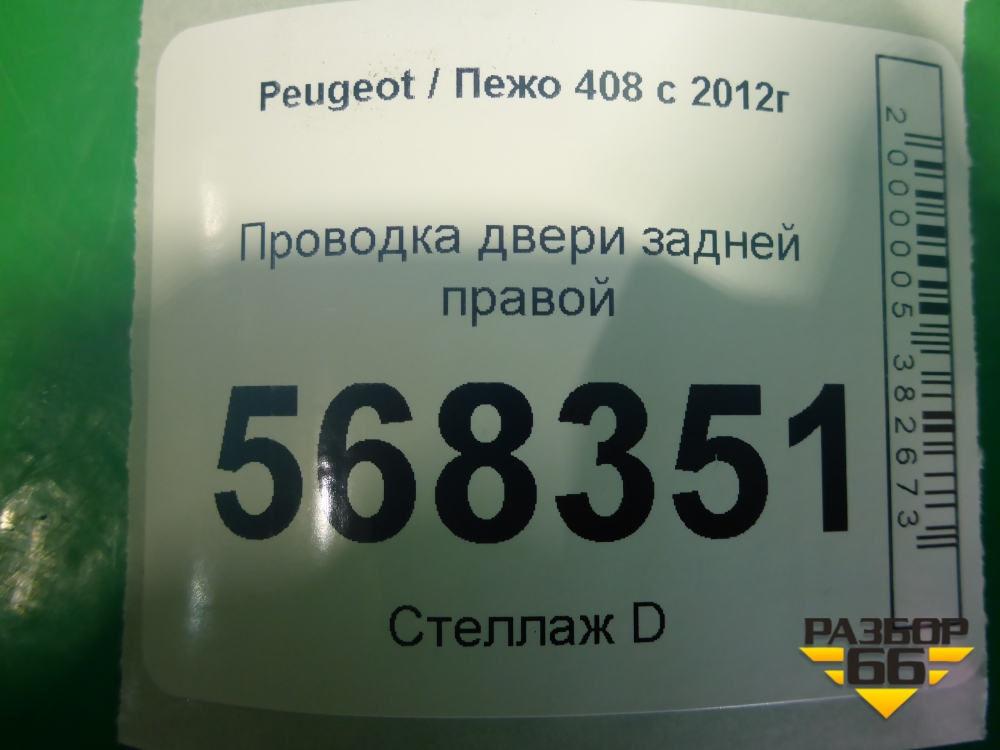 Peugeot / Пежо 408 с 2012г
Проводка двери задней
правой
568351
Стеллаж D
2000005382673
РАЗБОР
66